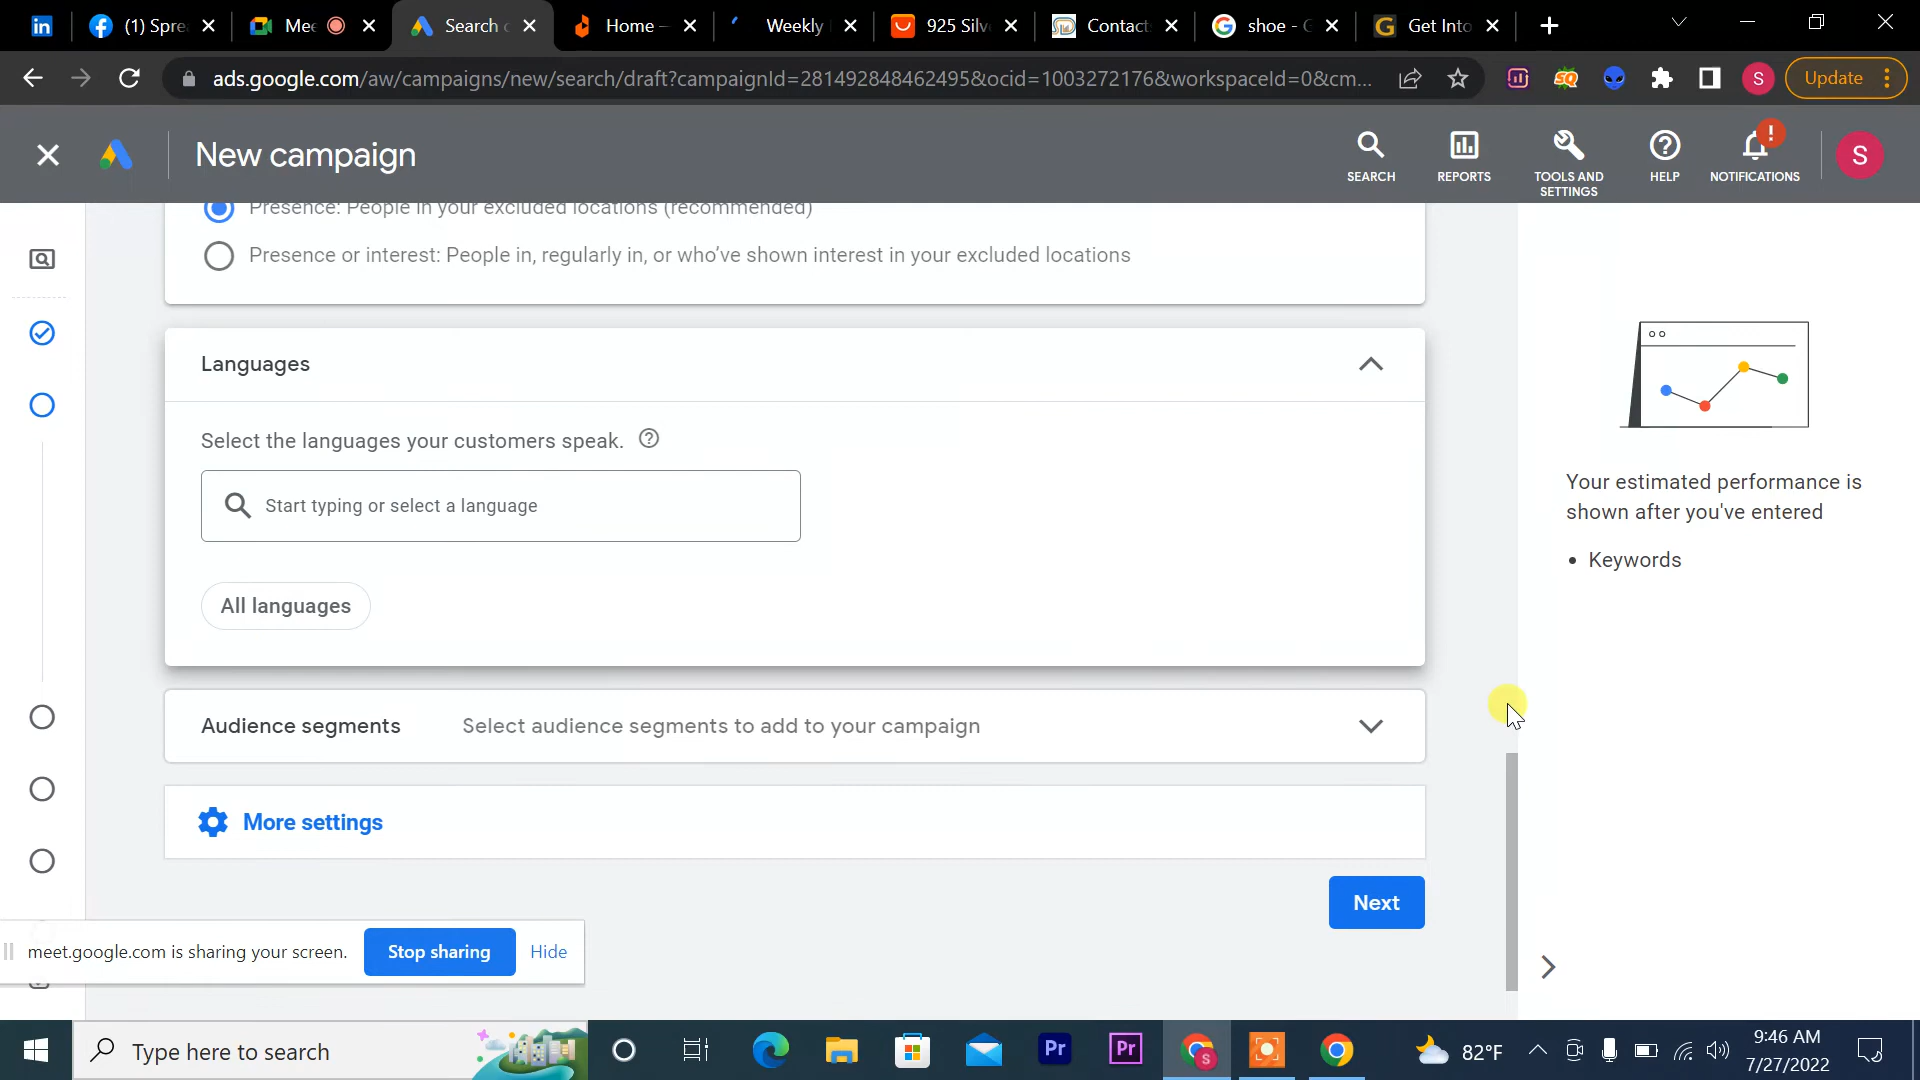 (1) Spre
Mee
Search c
Home –
Weekly
925 Silv
Contact
shoe - G
Get Into
ads.google.com/aw/campaigns/new/search/draft?campaignId=281492848462495&ocid=1003272176&workspaceId=0&cm...
S
Update
New campaign
SEARCH
REPORTS
TOOLS AND SETTINGS
HELP
NOTIFICATIONS
S
Presence: People in your excluded locations (recommended)
Presence or interest: People in, regularly in, or who've shown interest in your excluded locations
Languages
Select the languages your customers speak.
Start typing or select a language
All languages
Audience segments Select audience segments to add to your campaign
More settings
Next
Your estimated performance is
shown after you've entered
• Keywords
meet.google.com is sharing your screen. Stop sharing Hide
Type here to search
Pr
Pr
82°F
9:46 AM
7/27/2022